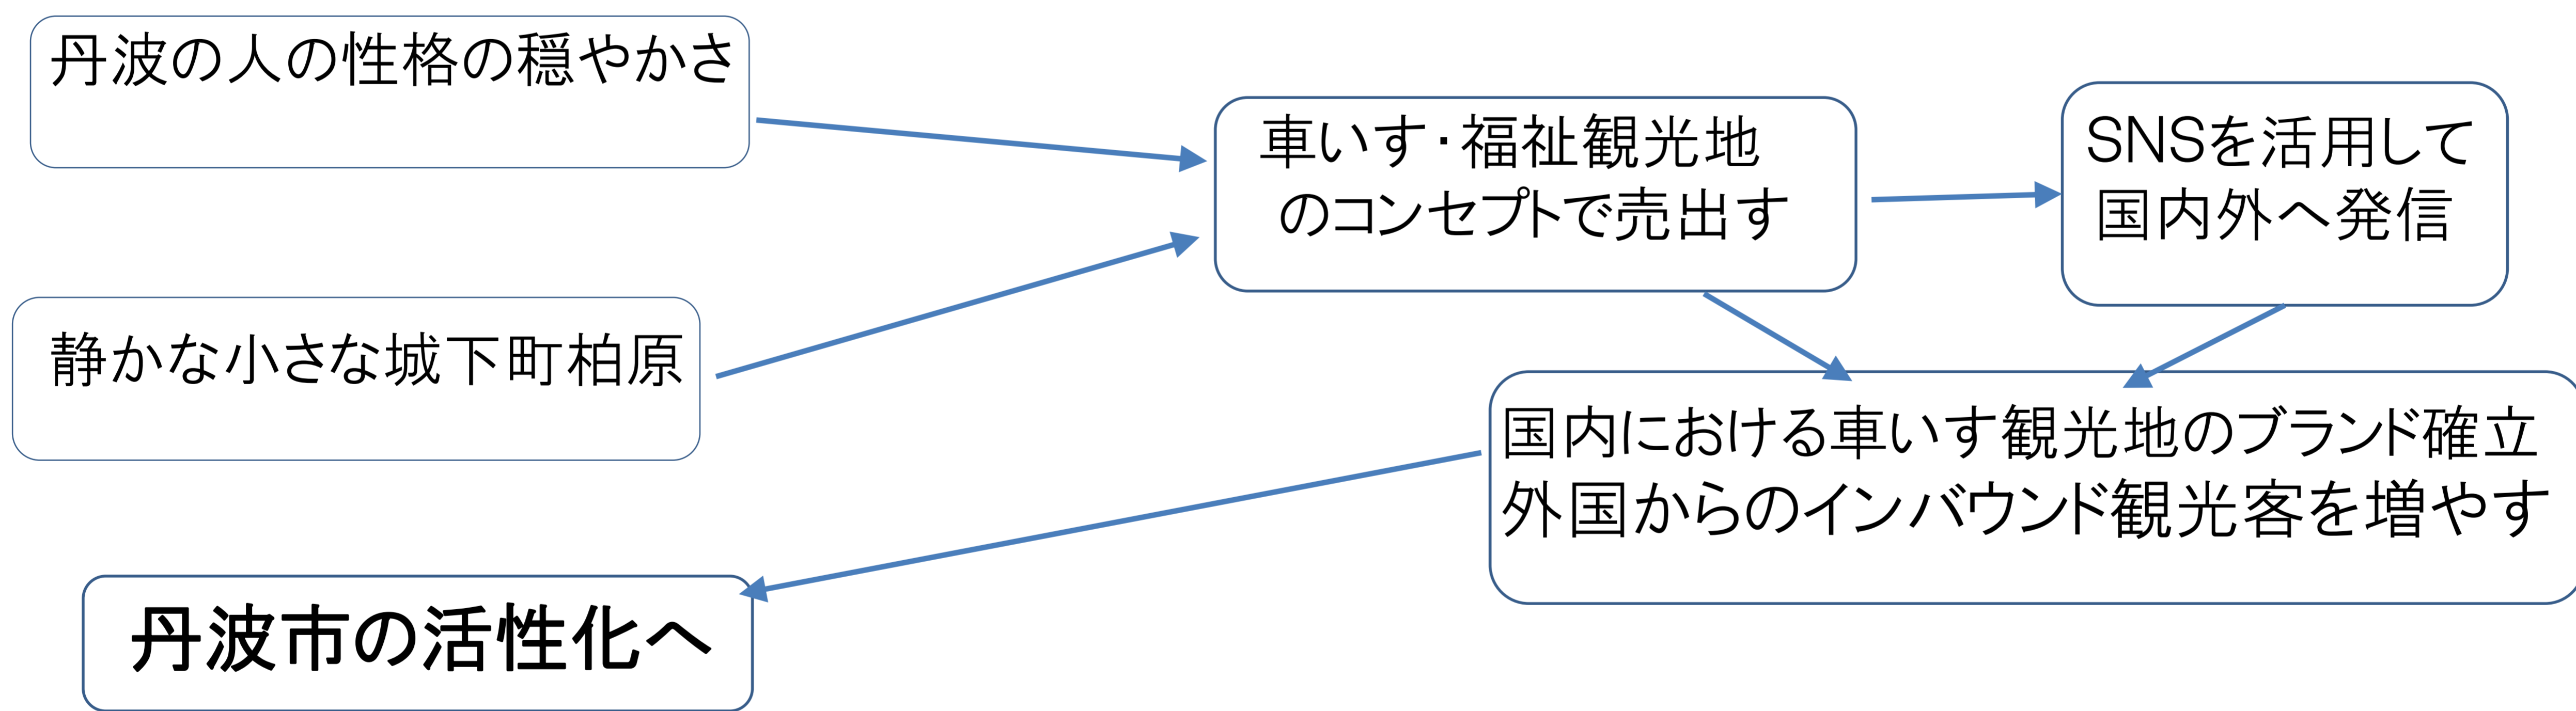 丹波の人の性格の穏やかさ
静かな小さな城下町柏原
車いす・福祉観光地
のコンセプトで売出す
SNSを活用して
国内外へ発信
国内における車いす観光地のブランド確立
外国からのインバウンド観光客を増やす
丹波市の活性化へ